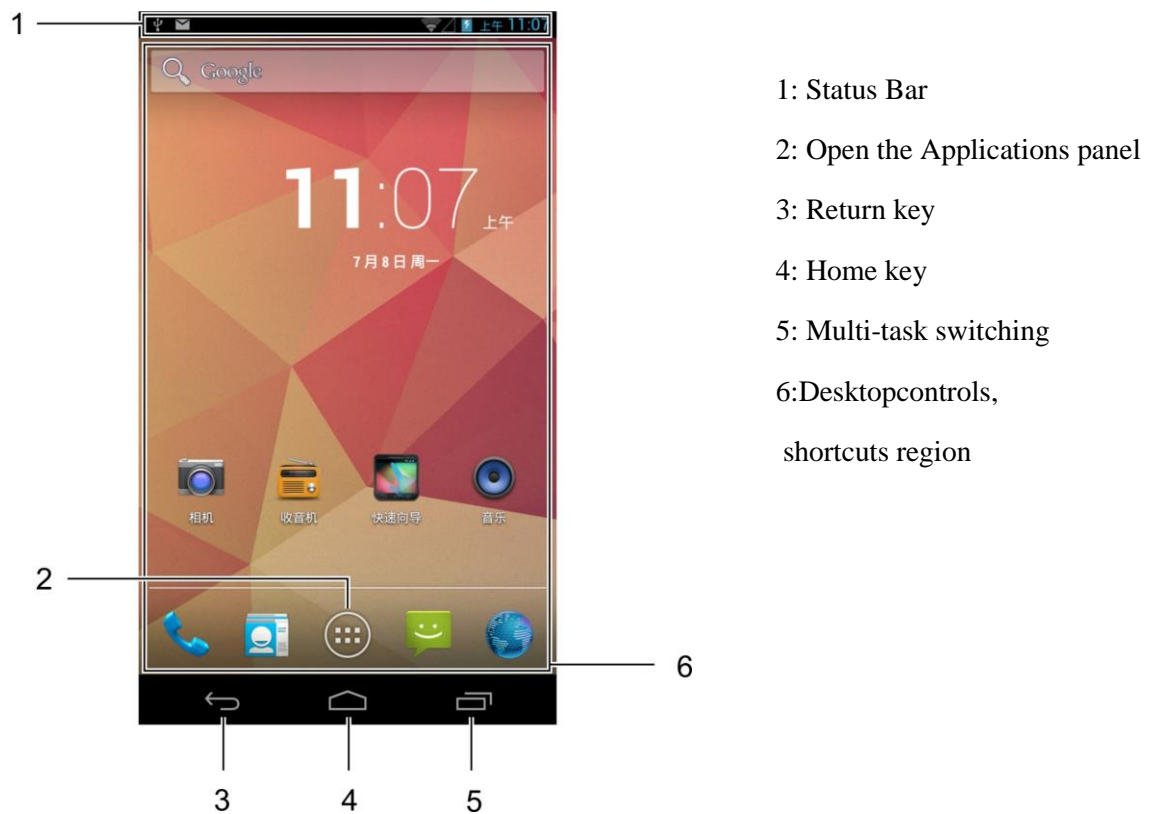 1
上午 11:07
Google
11:07 上午
7月8日 周一
相机 收音机 快速向导 音乐
2
6
3 4 5
1: Status Bar
2: Open the Applications panel
3: Return key
4: Home key
5: Multi-task switching
6:Desktopcontrols,
shortcuts region